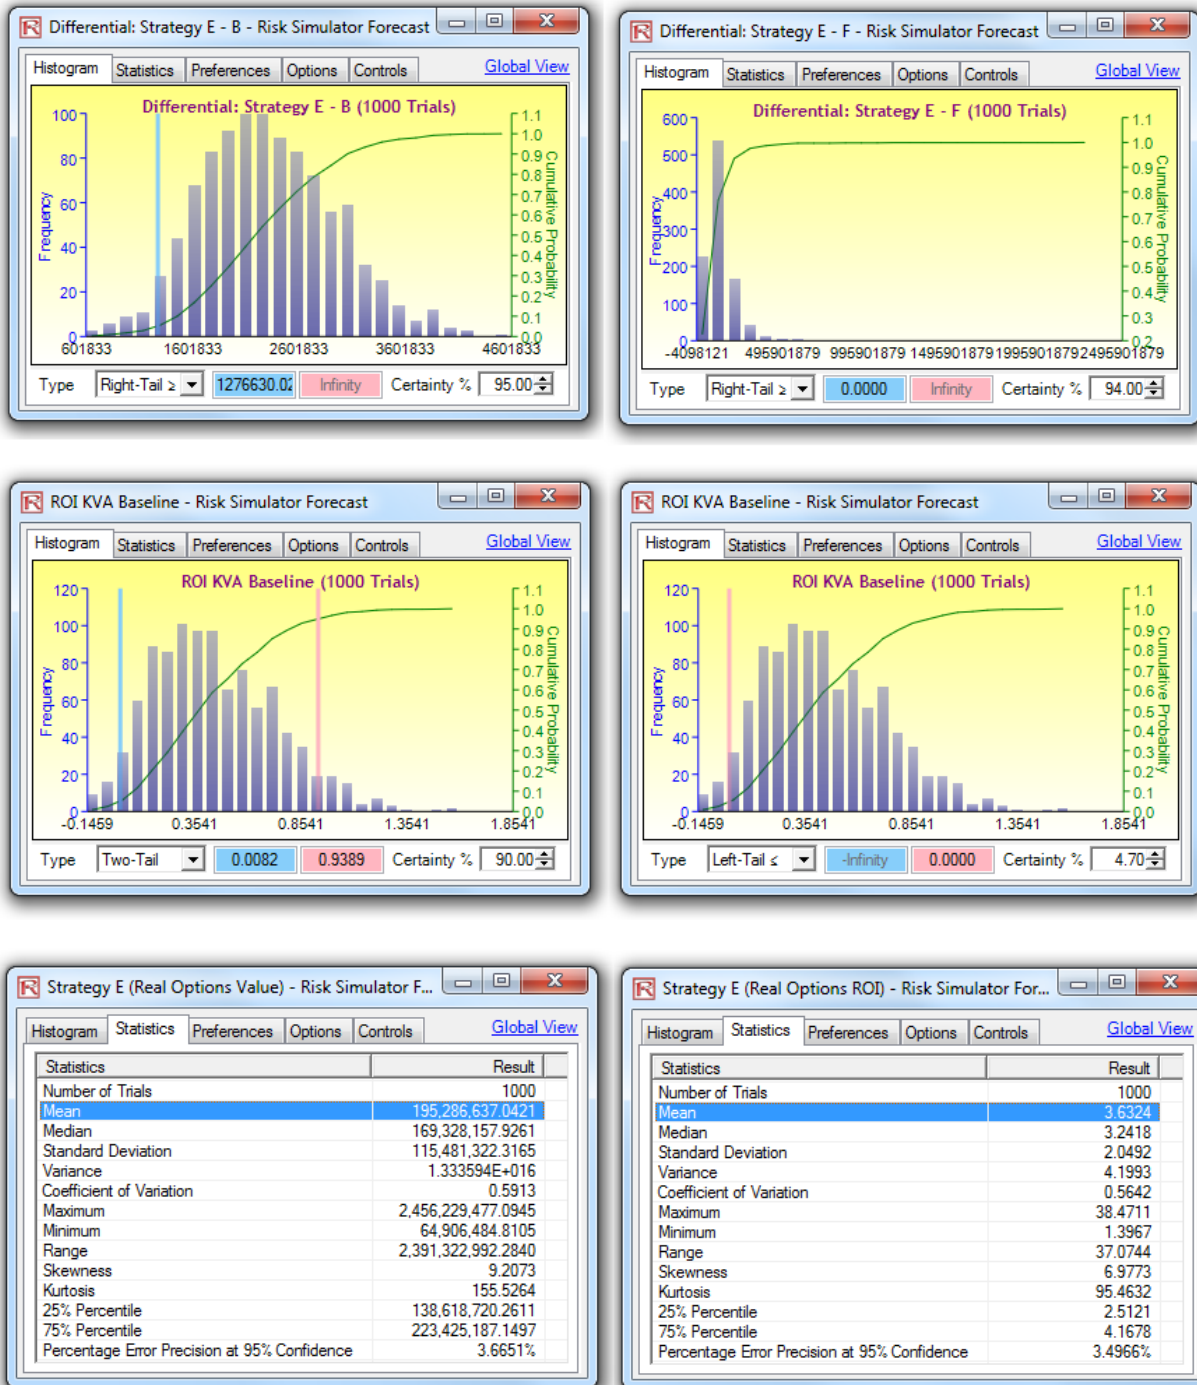 Differential: Strategy E - B - Risk Simulator Forecast
Histogram Statistics Preferences Options Controls Global View
Differential: Strategy E - B (1000 Trials)
Frequency
100
80
60
40
20
0
1.1
1.0
0.9
0.8
0.7
0.6
0.5
0.4
0.3
0.2
0.1
0.0
Cumulative Probability
601833 1601833 2601833 3601833 4601833
Type Right-Tail ≥ 1276630.02 Infinity Certainty % 95.00
Differential: Strategy E - F - Risk Simulator Forecast
Histogram Statistics Preferences Options Controls Global View
Differential: Strategy E - F (1000 Trials)
Frequency
600
500
400
300
200
100
0
1.1
1.0
0.9
0.8
0.7
0.6
0.5
0.4
0.3
0.2
Cumulative Probability
-4098121 495901879 995901879 1495901879 1995901879 2495901879
Type Right-Tail ≥ 0.0000 Infinity Certainty % 94.00
ROI KVA Baseline - Risk Simulator Forecast
Histogram Statistics Preferences Options Controls Global View
ROI KVA Baseline (1000 Trials)
Frequency
120
100
80
60
40
20
0
1.1
1.0
0.9
0.8
0.7
0.6
0.5
0.4
0.3
0.2
0.1
0.0
Cumulative Probability
-0.1459 0.3541 0.8541 1.3541 1.8541
Type Two-Tail 0.0082 0.9389 Certainty % 90.00
ROI KVA Baseline - Risk Simulator Forecast
Histogram Statistics Preferences Options Controls Global View
ROI KVA Baseline (1000 Trials)
Frequency
120
100
80
60
40
20
0
1.1
1.0
0.9
0.8
0.7
0.6
0.5
0.4
0.3
0.2
0.1
0.0
Cumulative Probability
-0.1459 0.3541 0.8541 1.3541 1.8541
Type Left-Tail ≤ -Infinity 0.0000 Certainty % 4.70
Strategy E (Real Options Value) - Risk Simulator F...
Histogram Statistics Preferences Options Controls Global View
Statistics Result
Number of Trials 1000
Mean 195,286,637.0421
Median 169,328,157.9261
Standard Deviation 115,481,322.3165
Variance 1.333594E+016
Coefficient of Variation 0.5913
Maximum 2,456,229,477.0945
Minimum 64,906,484.8105
Range 2,391,322,992.2840
Skewness 9.2073
Kurtosis 155.5264
25% Percentile 138,618,720.2611
75% Percentile 223,425,187.1497
Percentage Error Precision at 95% Confidence 3.6651%
Strategy E (Real Options ROI) - Risk Simulator For...
Histogram Statistics Preferences Options Controls Global View
Statistics Result
Number of Trials 1000
Mean 3.6324
Median 3.2418
Standard Deviation 2.0492
Variance 4.1993
Coefficient of Variation 0.5642
Maximum 38.4711
Minimum 1.3967
Range 37.0744
Skewness 6.9773
Kurtosis 95.4632
25% Percentile 2.5121
75% Percentile 4.1678
Percentage Error Precision at 95% Confidence 3.4966%